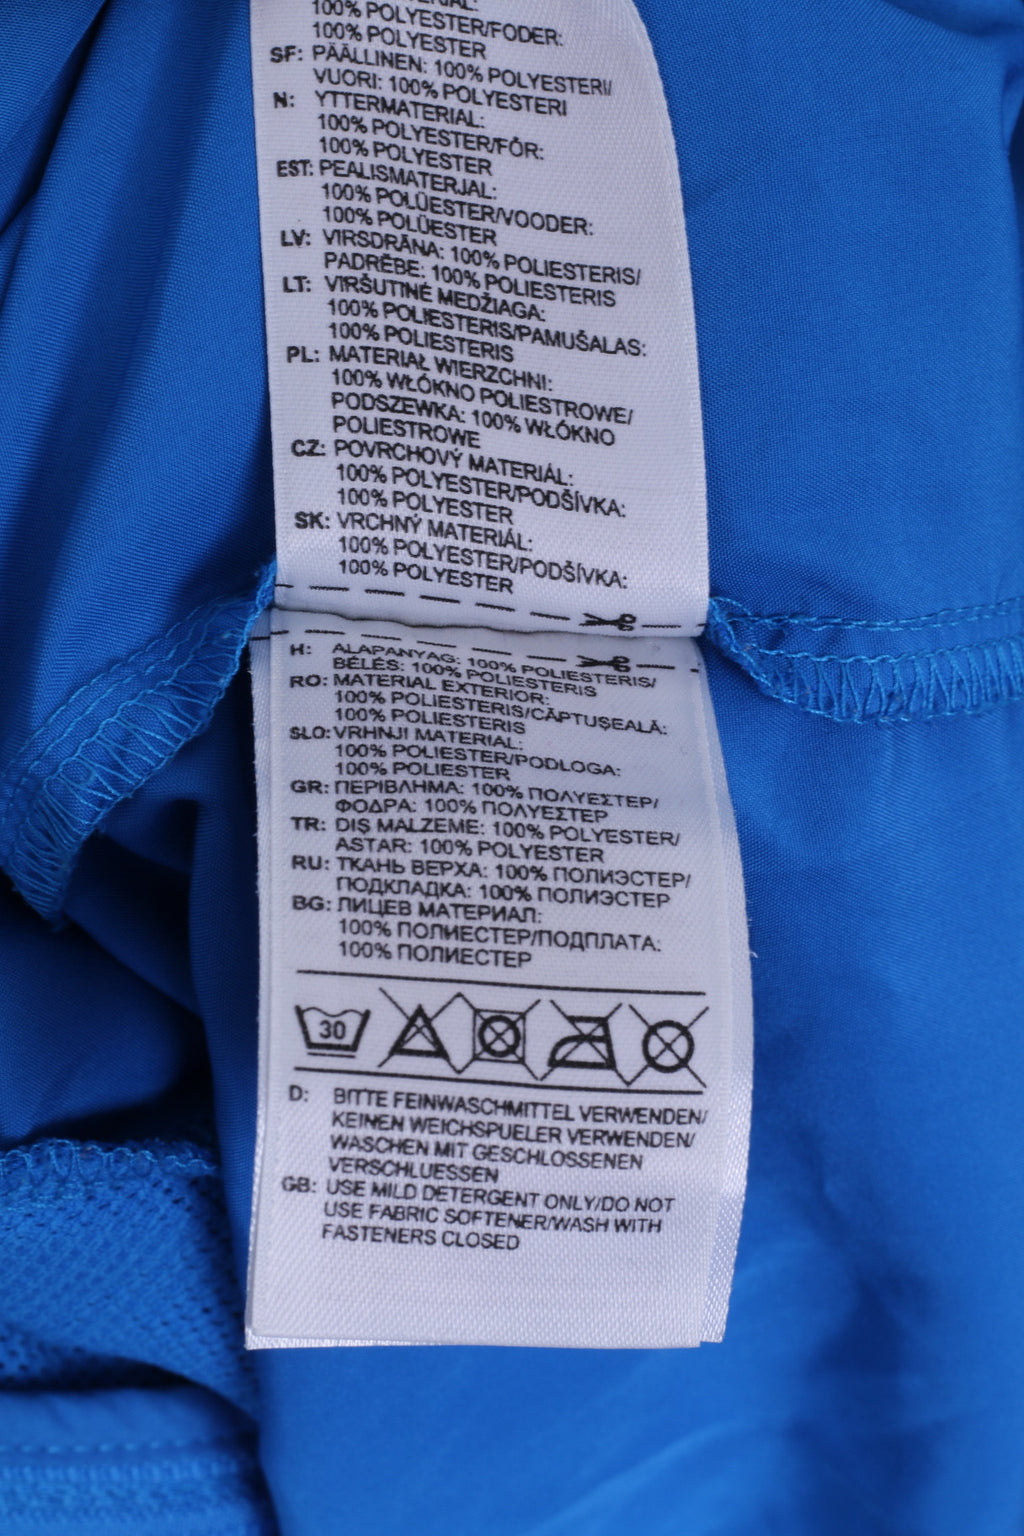 100% POLYESTER/FODER:
100% POLYESTER
SF: PÄÄLLINEN: 100% POLYESTERI/
VUORI: 100% POLYESTERI
N: YTTERMATERIAL:
100% POLYESTER/FÔR:
100% POLYESTER
EST: PEALISMATERJAL:
100% POLÜESTER/VOODER:
100% POLÜESTER
LV: VIRSDRĀNA: 100% POLIESTERIS/
PADRĒBE: 100% POLIESTERIS
LT: VIRŠUTINĖ MEDŽIAGA:
100% POLIESTERIS/PAMUŠALAS:
100% POLIESTERIS
PL: MATERIAŁ WIERZCHNI:
100% WŁÓKNO POLIESTROWE/
PODSZEWKA: 100% WŁÓKNO
POLIESTROWE
CZ: POVRCHOVÝ MATERIÁL:
100% POLYESTER/PODŠÍVKA:
100% POLYESTER
SK: VRCHNÝ MATERIÁL:
100% POLYESTER/PODŠÍVKA:
100% POLYESTER
H: ALAPANYAG: 100% POLIESTERIS/
BÉLÉS: 100% POLIESTERIS
RO: MATERIAL EXTERIOR:
100% POLIESTERIS/CĂPTUŞEALĂ:
100% POLIESTERIS
SLO: VRHNJI MATERIAL:
100% POLIESTER/PODLOGA:
100% POLIESTER
GR: ΠΕΡΙΒΛΗΜΑ: 100% ΠΟΛΥΕΣΤΕΡ/
ΦΟΔΡΑ: 100% ΠΟΛΥΕΣΤΕΡ
TR: DIŞ MALZEME: 100% POLYESTER/
ASTAR: 100% POLYESTER
RU: ТКАНЬ ВЕРХА: 100% ПОЛИЭСТЕР/
ПОДКЛАДКА: 100% ПОЛИЭСТЕР
BG: ЛИЦЕВ МАТЕРИАЛ:
100% ПОЛИЕСТЕР/ПОДПЛАТА:
100% ПОЛИЕСТЕР
30
D: BITTE FEINWASCHMITTEL VERWENDEN/
KEINEN WEICHSPUELER VERWENDEN/
WASCHEN MIT GESCHLOSSENEN
VERSCHLUESSEN
GB: USE MILD DETERGENT ONLY/DO NOT
USE FABRIC SOFTENER/WASH WITH
FASTENERS CLOSED